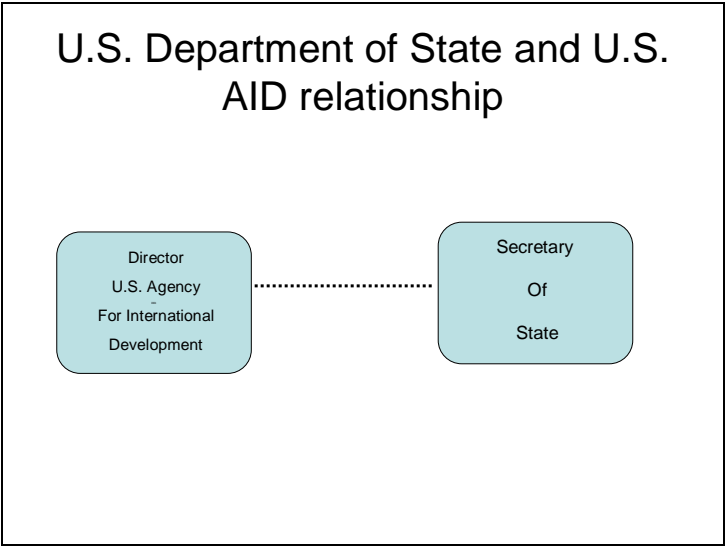 U.S. Department of State and U.S.
AID relationship
Director
U.S. Agency
For International
Development
Secretary
Of
State